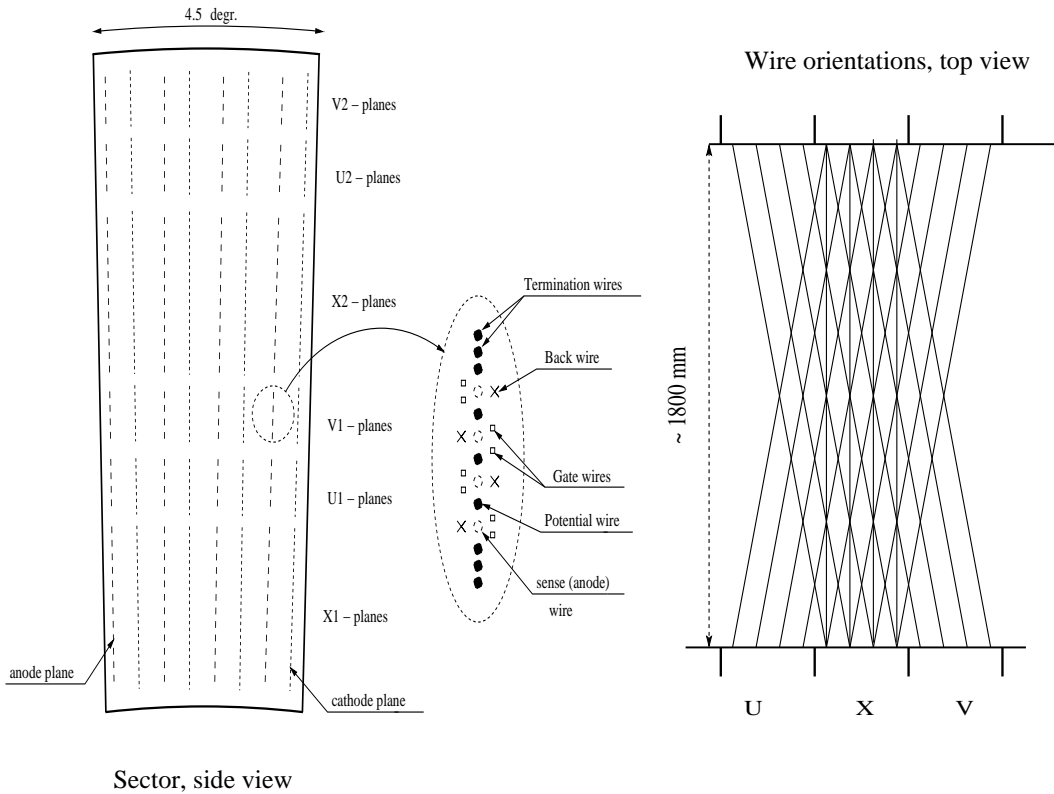 4.5 degr.
V2 – planes
U2 – planes
X2 – planes
V1 – planes
U1 – planes
X1 – planes
anode plane
cathode plane
Sector, side view
Termination wires
Back wire
Gate wires
Potential wire
sense (anode)
wire
Wire orientations, top view
~ 1800 mm
U X V